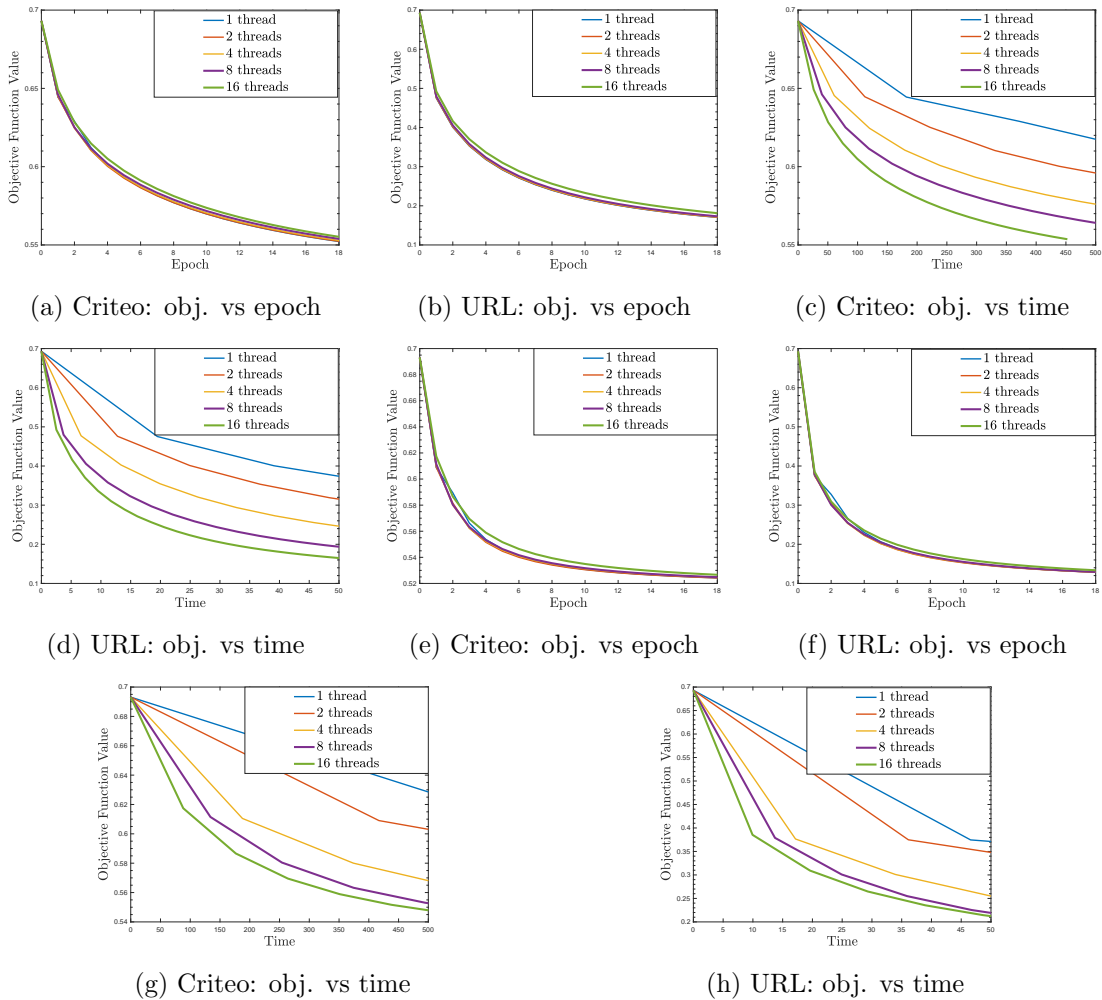 0.7
0.65
0.6
0.55
Objective Function Value
1 thread
2 threads
4 threads
8 threads
16 threads
0 2 4 6 8 10 12 14 16 18
Epoch
(a) Criteo: obj. vs epoch
0.7
0.6
0.5
0.4
0.3
0.2
0.1
Objective Function Value
1 thread
2 threads
4 threads
8 threads
16 threads
0 2 4 6 8 10 12 14 16 18
Epoch
(b) URL: obj. vs epoch
0.7
0.65
0.6
0.55
Objective Function Value
1 thread
2 threads
4 threads
8 threads
16 threads
0 50 100 150 200 250 300 350 400 450 500
Time
(c) Criteo: obj. vs time
0.7
0.6
0.5
0.4
0.3
0.2
0.1
Objective Function Value
1 thread
2 threads
4 threads
8 threads
16 threads
0 5 10 15 20 25 30 35 40 45 50
Time
(d) URL: obj. vs time
0.7
0.68
0.66
0.64
0.62
0.6
0.58
0.56
0.54
0.52
Objective Function Value
1 thread
2 threads
4 threads
8 threads
16 threads
0 2 4 6 8 10 12 14 16 18
Epoch
(e) Criteo: obj. vs epoch
0.7
0.6
0.5
0.4
0.3
0.2
0.1
Objective Function Value
1 thread
2 threads
4 threads
8 threads
16 threads
0 2 4 6 8 10 12 14 16 18
Epoch
(f) URL: obj. vs epoch
0.7
0.68
0.66
0.64
0.62
0.6
0.58
0.56
0.54
Objective Function Value
1 thread
2 threads
4 threads
8 threads
16 threads
0 50 100 150 200 250 300 350 400 450 500
Time
(g) Criteo: obj. vs time
0.7
0.65
0.6
0.55
0.5
0.45
0.4
0.35
0.3
0.25
0.2
Objective Function Value
1 thread
2 threads
4 threads
8 threads
16 threads
0 5 10 15 20 25 30 35 40 45 50
Time
(h) URL: obj. vs time